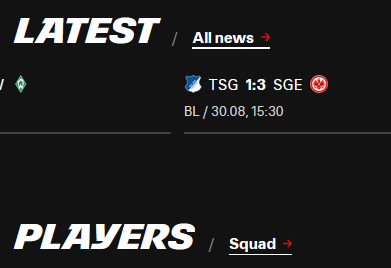 LATEST / All news →
TSG 1:3 SGE
BL / 30.08, 15:30
PLAYERS / Squad →